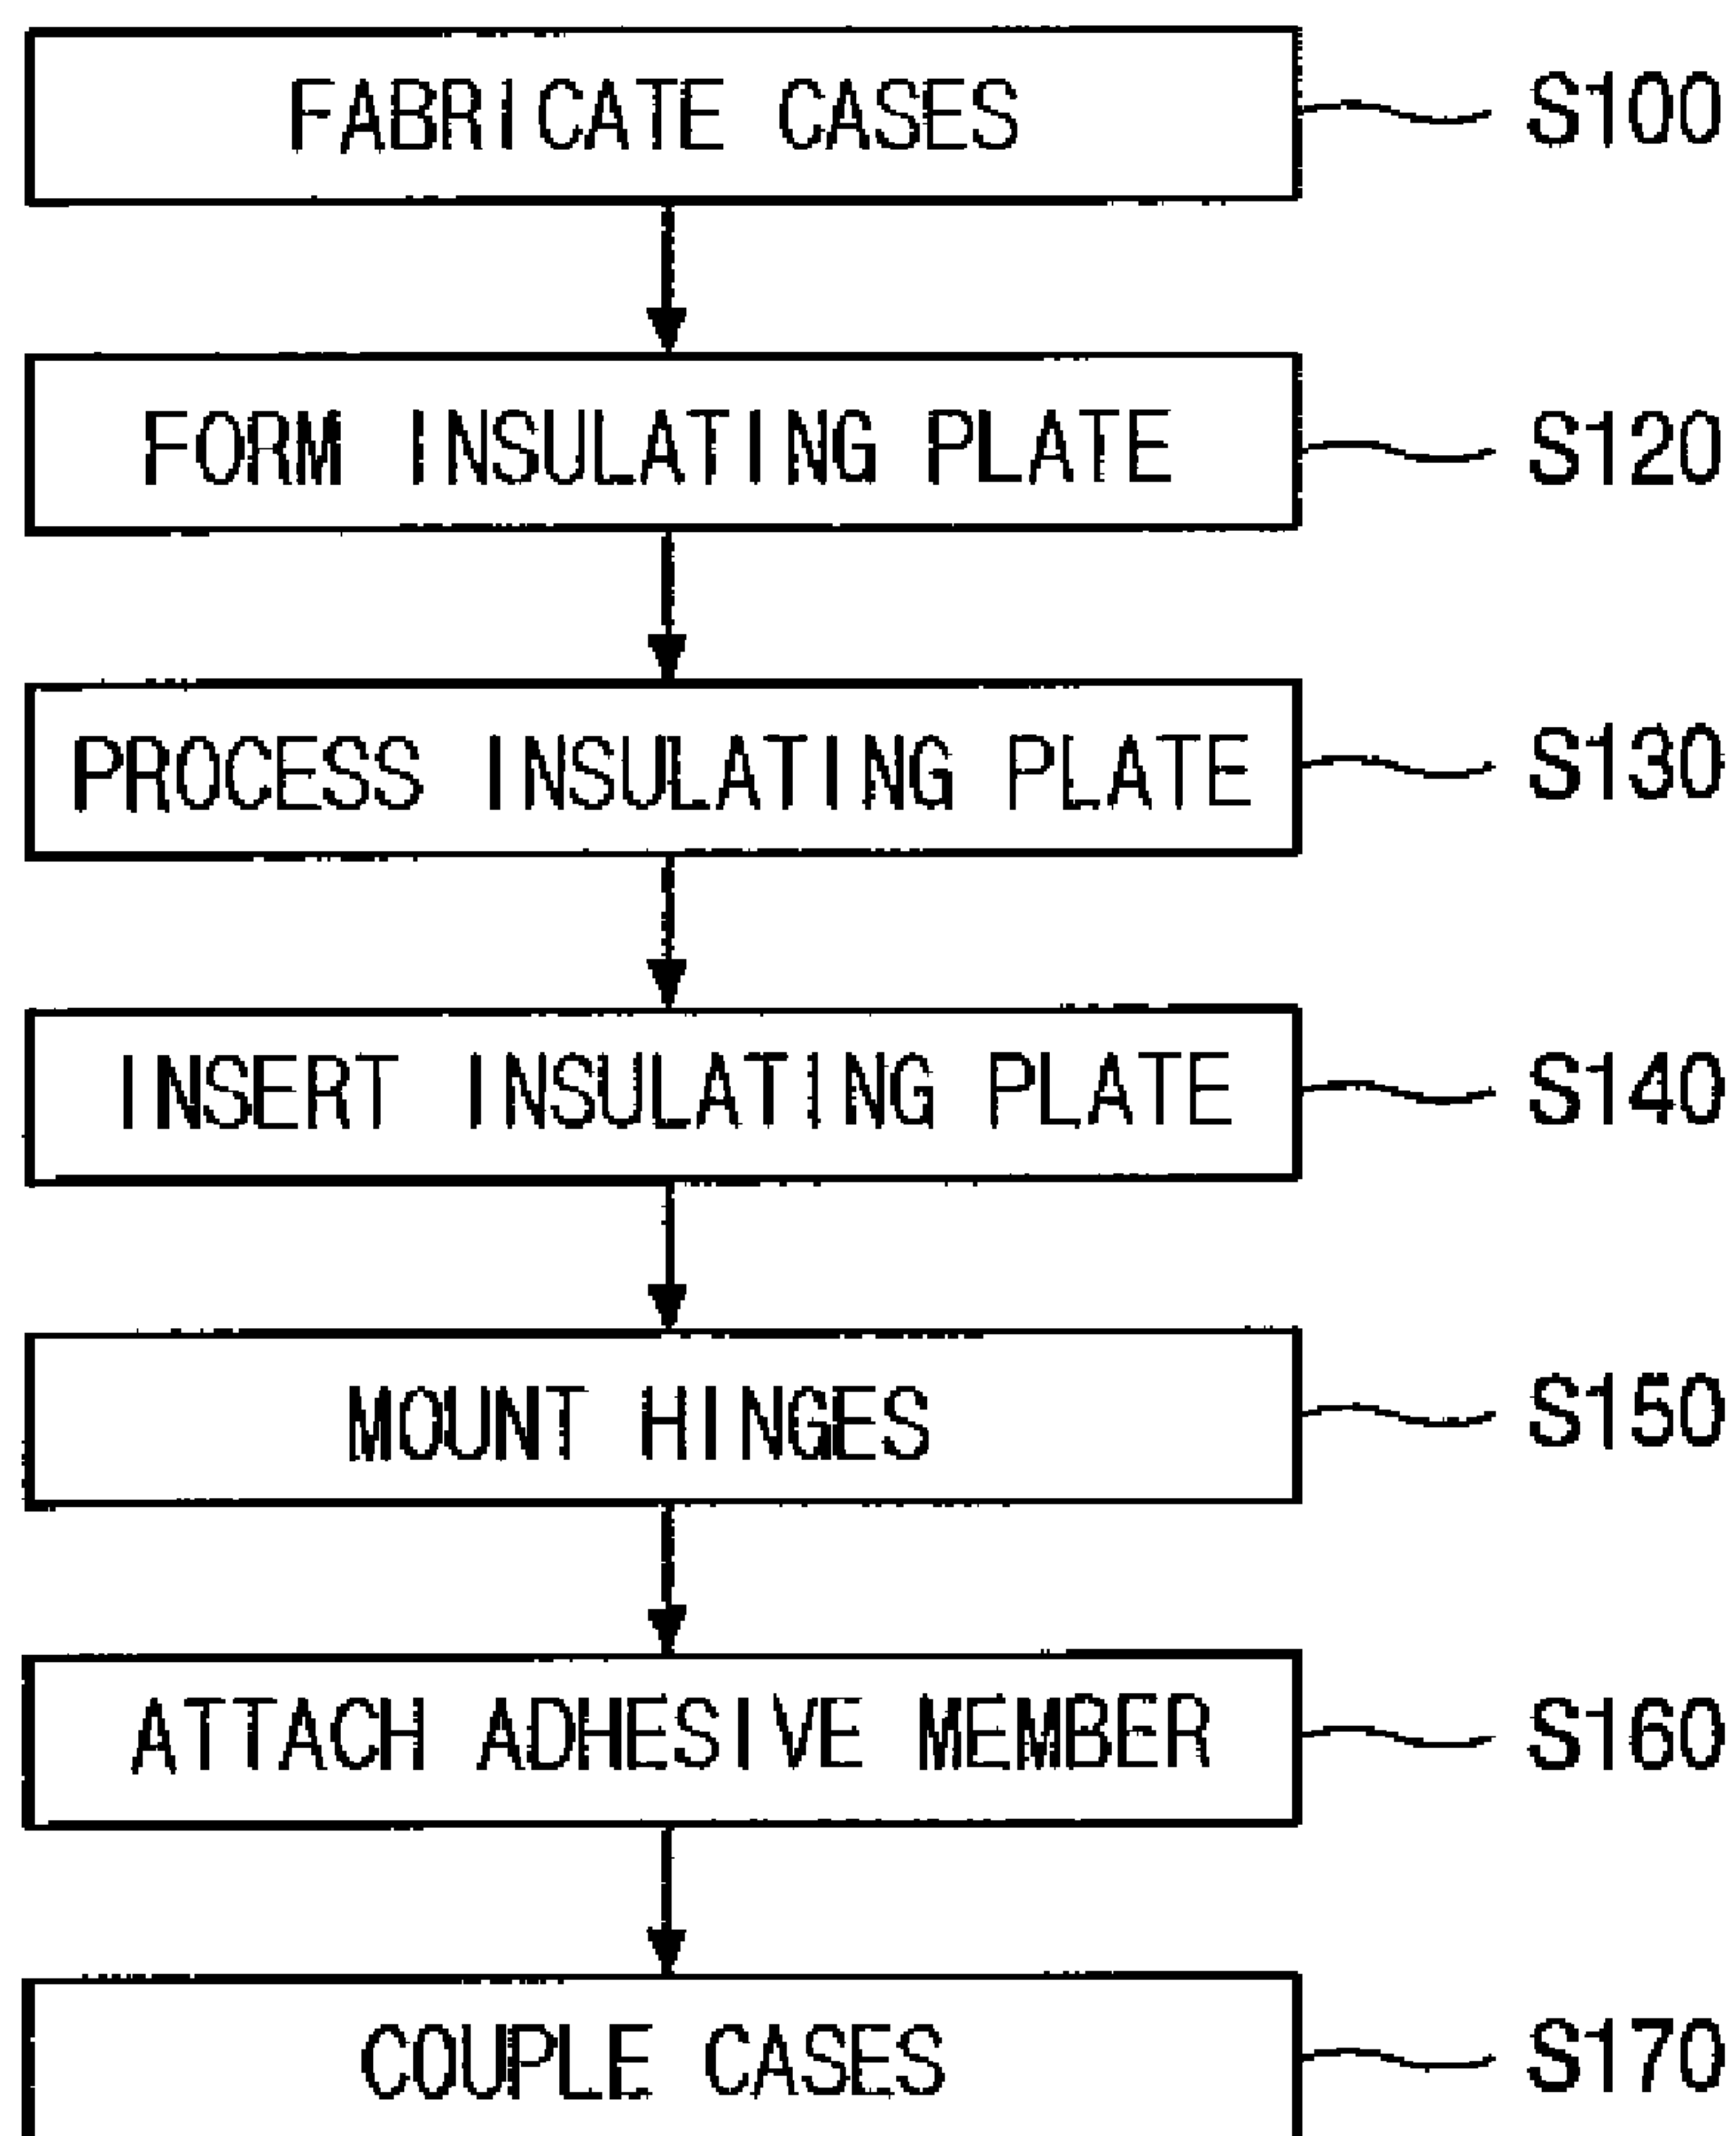 FABRICATE CASES S100
FORM INSULATING PLATE S120
PROCESS INSULATING PLATE S130
INSERT INSULATING PLATE S140
MOUNT HINGES S150
ATTACH ADHESIVE MEMBER S160
COUPLE CASES S170